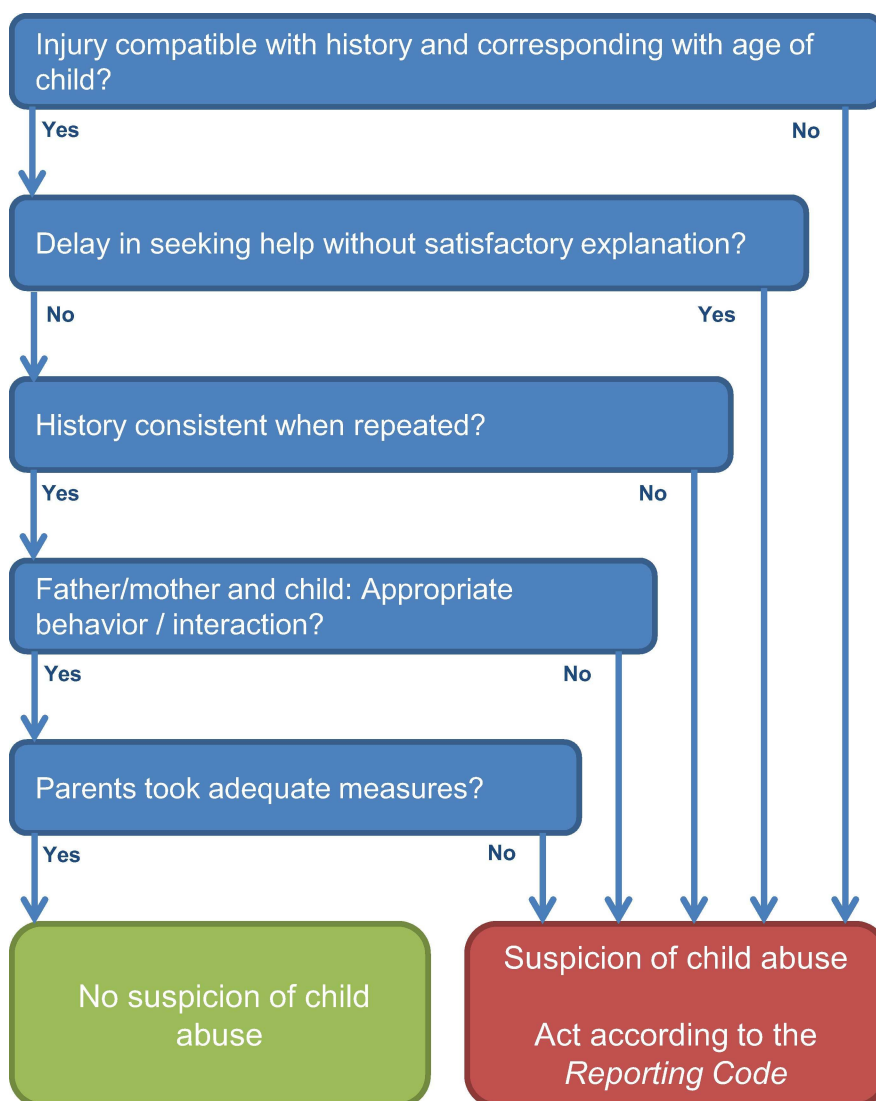 Injury compatible with history and corresponding with age of
child?
Yes
No
Delay in seeking help without satisfactory explanation?
No
Yes
History consistent when repeated?
Yes
No
Father/mother and child: Appropriate
behavior / interaction?
Yes
No
Parents took adequate measures?
Yes
No
No suspicion of child
abuse
Suspicion of child abuse
Act according to the
Reporting Code